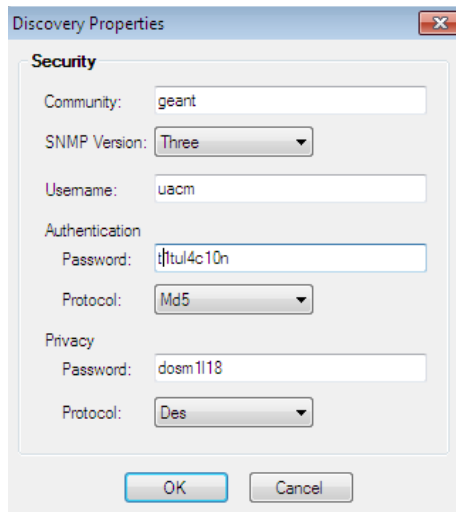 Discovery Properties
Security
Community: geant
SNMP Version: Three
Username: uacm
Authentication
Password: t1tul4c10n
Protocol: Md5
Privacy
Password: dosm1l18
Protocol: Des
OK Cancel